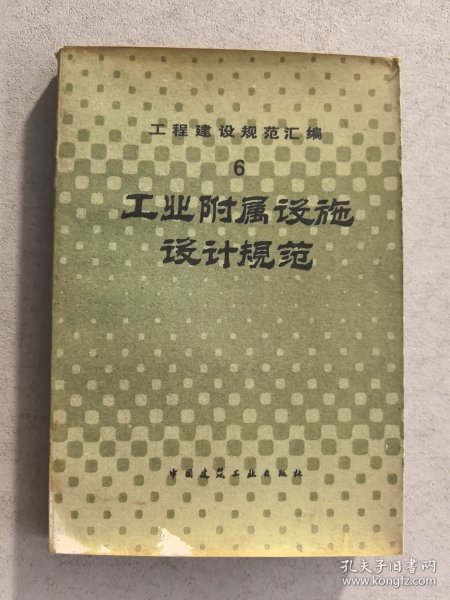 工程建设规范汇编
6
工业附属设施
设计规范
中国建筑工业出版社
孔夫子旧书网
www.kongfz.com